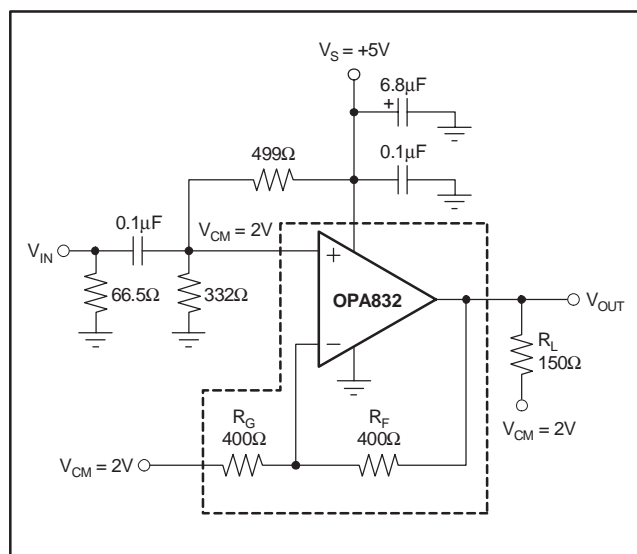 V_S = +5V
6.8µF
+
499Ω
0.1µF
0.1µF
V_CM = 2V
V_IN
+
OPA832
−
66.5Ω
332Ω
V_OUT
R_L
150Ω
R_G
400Ω
R_F
400Ω
V_CM = 2V
V_CM = 2V